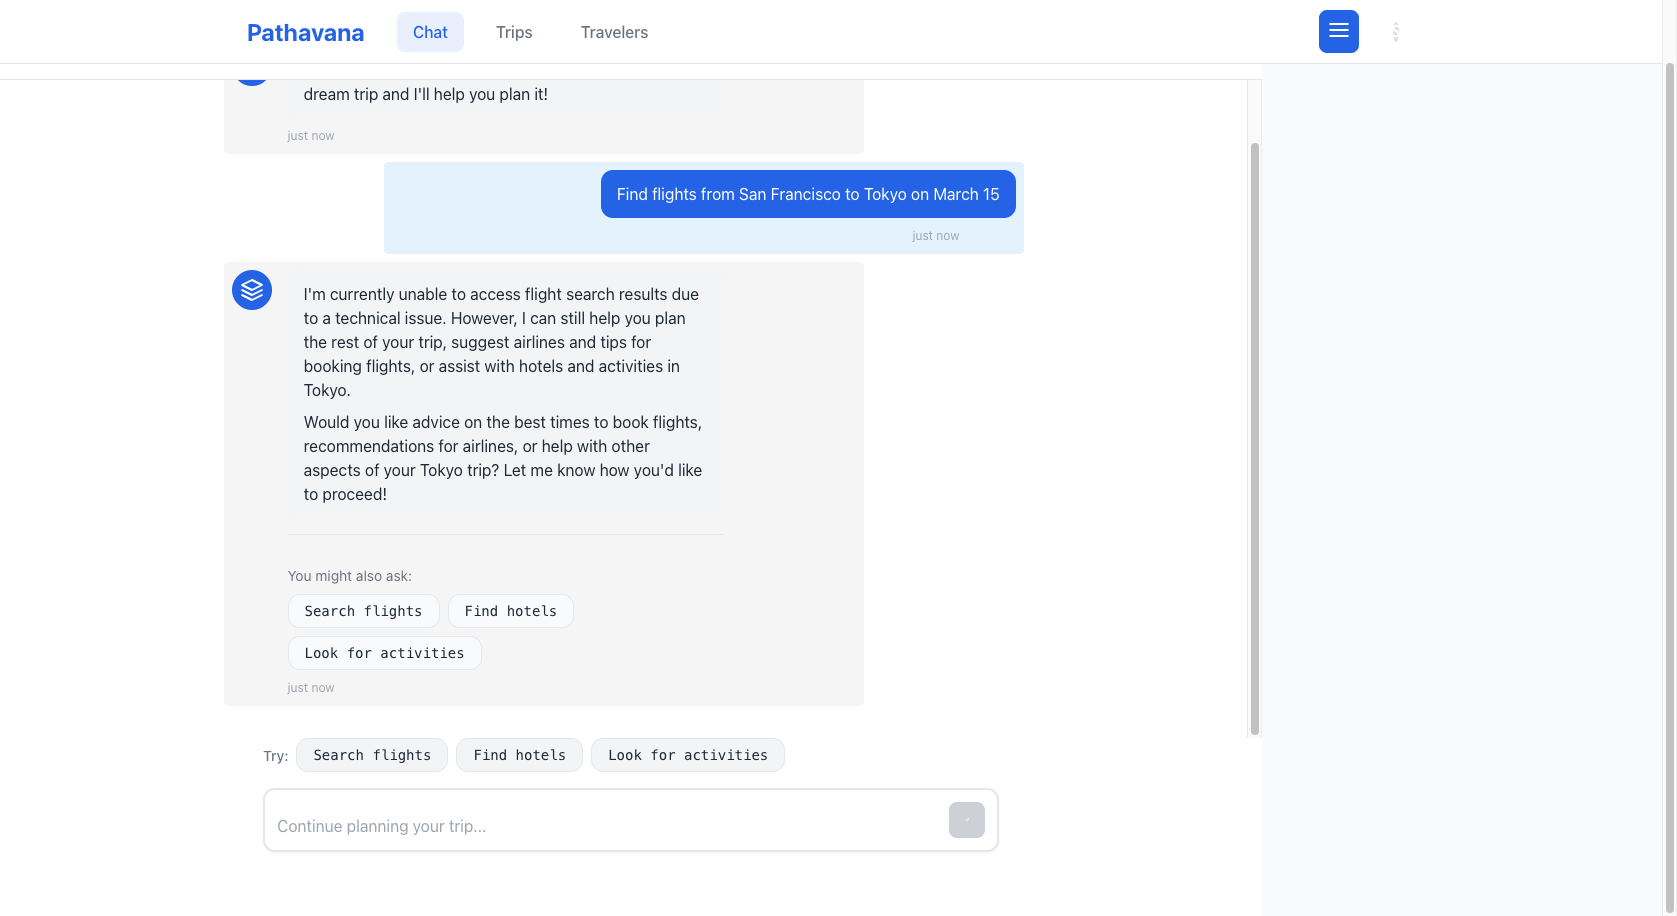 Pathavana
Chat
Trips
Travelers
dream trip and I'll help you plan it!
just now
Find flights from San Francisco to Tokyo on March 15
just now
I'm currently unable to access flight search results due
to a technical issue. However, I can still help you plan
the rest of your trip, suggest airlines and tips for
booking flights, or assist with hotels and activities in
Tokyo.
Would you like advice on the best times to book flights,
recommendations for airlines, or help with other
aspects of your Tokyo trip? Let me know how you'd like
to proceed!
You might also ask:
Search flights
Find hotels
Look for activities
just now
Try:
Search flights
Find hotels
Look for activities
Continue planning your trip...